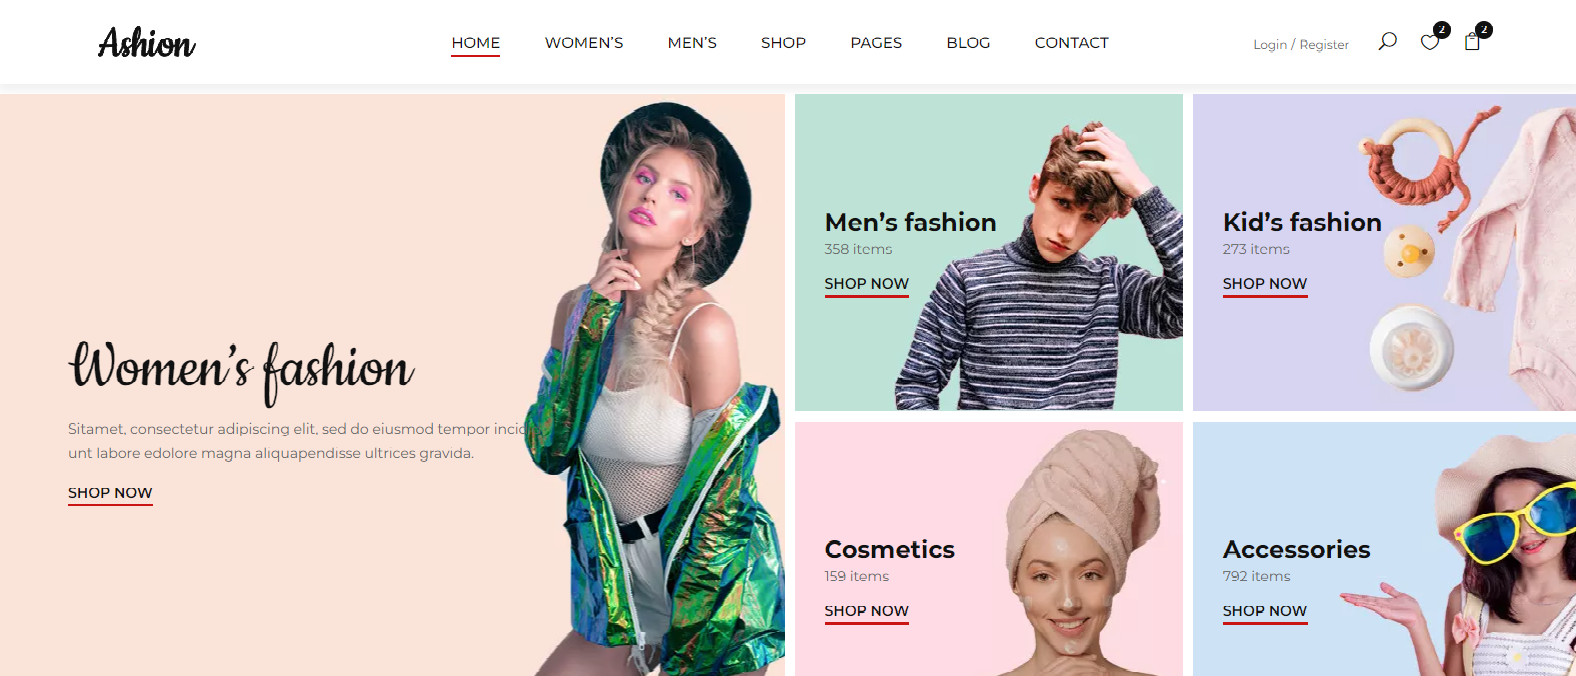 Ashion
HOME WOMEN'S MEN'S SHOP PAGES BLOG CONTACT
Login / Register
2
2
Women's fashion
Sitamet, consectetur adipiscing elit, sed do eiusmod tempor incid
unt labore edolore magna aliquapendisse ultrices gravida.
SHOP NOW
Men's fashion
358 items
SHOP NOW
Kid's fashion
273 items
SHOP NOW
Cosmetics
159 items
SHOP NOW
Accessories
792 items
SHOP NOW